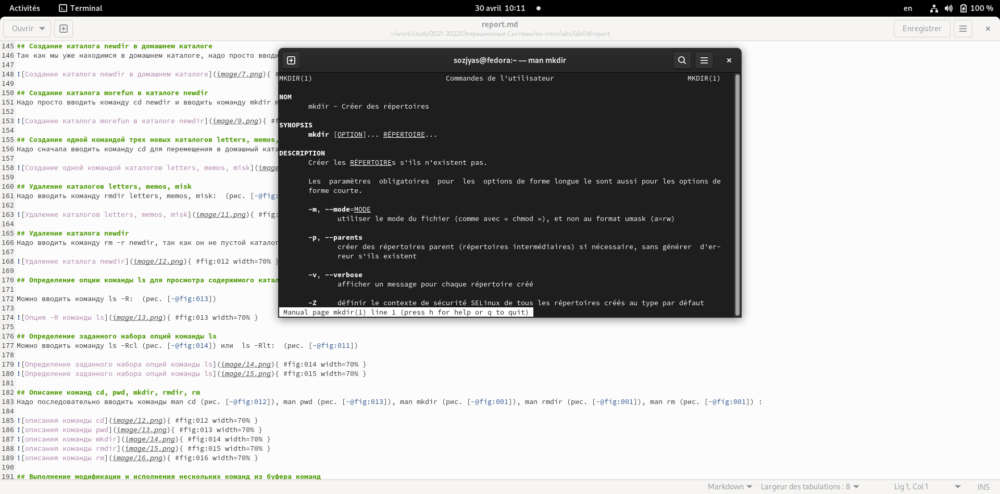 Activités Terminal 30 avril 10:11 en 100 %
Ouvrir report.md Enregistrer
~/work/study/2021-2022/Операционные Системы/os-intro/labs/lab04/report
145 ## Создание каталога newdir в домашнем каталоге
146 Так как мы уже находимся в домашнем каталоге, надо просто вводи
147
148 ![Создание каталога newdir в домашнем каталоге](image/7.png){ #
149
150 ## Создание каталога morefun в каталоге newdir
151 Надо просто вводить команду cd newdir и вводить команду mkdir m
152
153 ![Создание каталога morefun в каталоге newdir](image/9.png){ #f
154
155 ## Создание одной командой трех новых каталогов letters, memos,
156 Надо сначала вводить команду cd для перемещения в домашный ката
157
158 ![Создание одной командой каталогов letters, memos, misk](image
159
160 ## Удаление каталогов letters, memos, misk
161 Надо вводить команду rmdir letters, memos, misk:  (рис. [-@fig:
162
163 ![Удаление каталогов letters, memos, misk](image/11.png){ #fig:
164
165 ## Удаление каталога newdir
166 Надо вводить команду rm -r newdir, так как он не пустой каталог
167
168 ![Удаление каталога newdir](image/12.png){ #fig:012 width=70% }
169
170 ## Определение опции команды ls для просмотра содержимого катал
171
172 Можно вводить команду ls -R:  (рис. [-@fig:013])
173
174 ![Опция -R команды ls](image/13.png){ #fig:013 width=70% }
175
176 ## Определение заданного набора опций команды ls
177 Можно вводить команду ls -Rcl (рис. [-@fig:014]) или  ls -Rlt:  (рис. [-@fig:011])
178
179 ![Определение заданного набора опций команды ls](image/14.png){ #fig:014 width=70% }
180 ![Определение заданного набора опций команды ls](image/15.png){ #fig:015 width=70% }
181
182 ## Описание команд cd, pwd, mkdir, rmdir, rm
183 Надо последовательно вводить команды man cd (рис. [-@fig:012]), man pwd (рис. [-@fig:013]), man mkdir (рис. [-@fig:001]), man rmdir (рис. [-@fig:001]), man rm (рис. [-@fig:001]) :
184
185 ![описания команды cd](image/12.png){ #fig:012 width=70% }
186 ![описания команды pwd](image/13.png){ #fig:013 width=70% }
187 ![описания команды mkdir](image/14.png){ #fig:014 width=70% }
188 ![описания команды rmdir](image/15.png){ #fig:015 width=70% }
189 ![описания команды rm](image/16.png){ #fig:016 width=70% }
190
191 ## Выполнение модификации и исполнения нескольких команд из буфера команд
sozjyas@fedora:~ — man mkdir
MKDIR(1) Commandes de l'utilisateur MKDIR(1)
NOM
mkdir - Créer des répertoires
SYNOPSIS
mkdir [OPTION]... RÉPERTOIRE...
DESCRIPTION
Créer les RÉPERTOIREs s'ils n'existent pas.
Les  paramètres  obligatoires  pour  les  options de forme longue le sont aussi pour les options de
forme courte.
-m, --mode=MODE
utiliser le mode du fichier (comme avec « chmod »), et non au format umask (a=rw)
-p, --parents
créer des répertoires parent (répertoires intermédiaires) si nécessaire, sans générer  d'er-
reur s'ils existent
-v, --verbose
afficher un message pour chaque répertoire créé
-Z     définir le contexte de sécurité SELinux de tous les répertoires créés au type par défaut
Manual page mkdir(1) line 1 (press h for help or q to quit)
Markdown Largeur des tabulations : 8 Lig 1, Col 1 INS